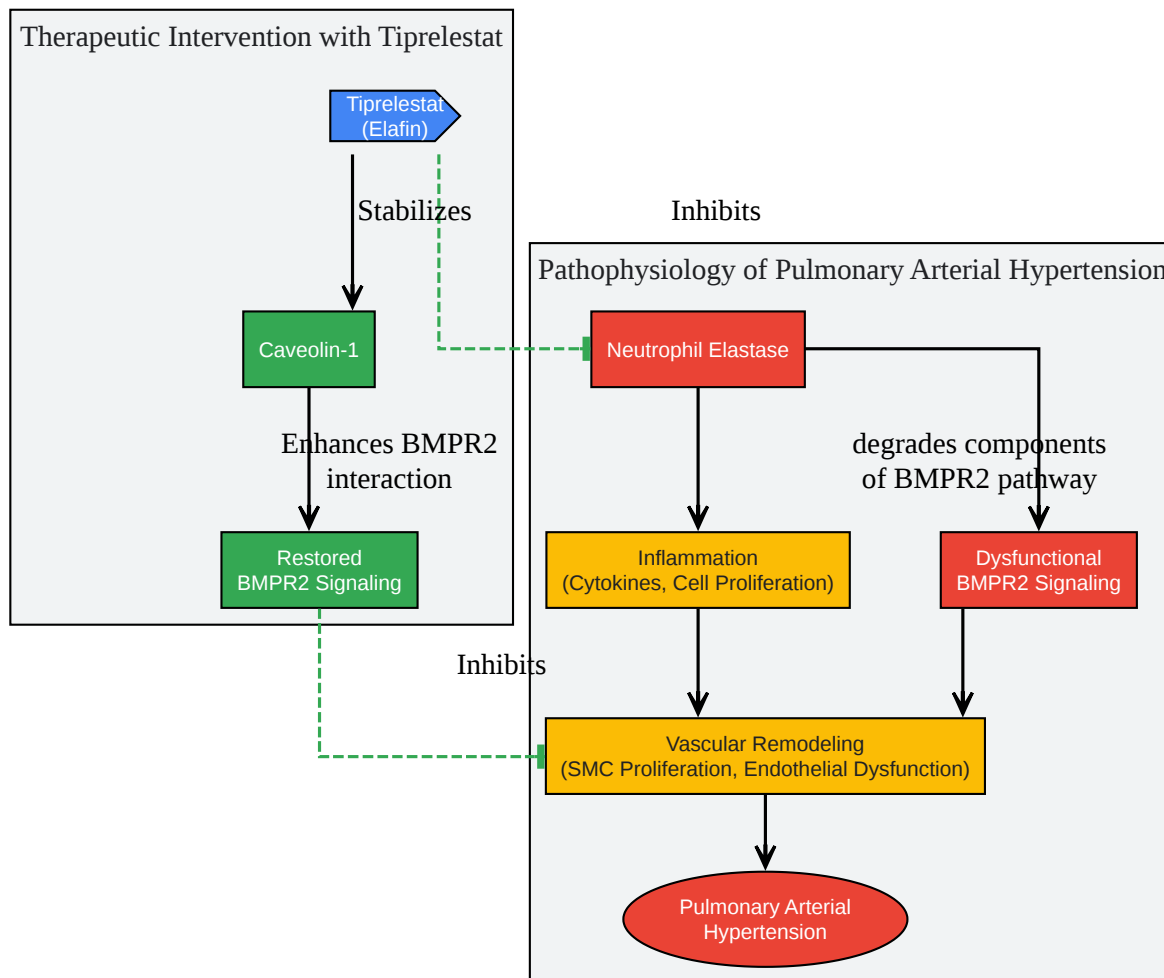 Therapeutic Intervention with Tiprelestat
Tiprelestat
(Elafin)
Stabilizes
Inhibits
Pathophysiology of Pulmonary Arterial Hypertension
Caveolin-1
Neutrophil Elastase
Enhances BMPR2
interaction
degrades components
of BMPR2 pathway
Restored
BMPR2 Signaling
Inflammation
(Cytokines, Cell Proliferation)
Dysfunctional
BMPR2 Signaling
Inhibits
Vascular Remodeling
(SMC Proliferation, Endothelial Dysfunction)
Pulmonary Arterial
Hypertension